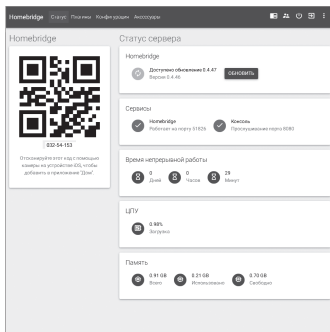 Homebridge Статус Плагины Конфигурация Аксессуары
Homebridge
032-54-153
Отсканируйте этот код с помощью
камеры на устройстве iOS, чтобы
добавить в приложение "Дом".
Статус сервера
Homebridge
Доступно обновление 0.4.47
Версия 0.4.46
ОБНОВИТЬ
Сервисы
Homebridge
Работает на порту 51826
Консоль
Прослушивание порта 8080
Время непрерывной работы
0
Дней
0
Часов
29
Минут
ЦПУ
0.98%
Загрузка
Память
0.91 GB
Всего
0.21 GB
Использовано
0.70 GB
Свободно